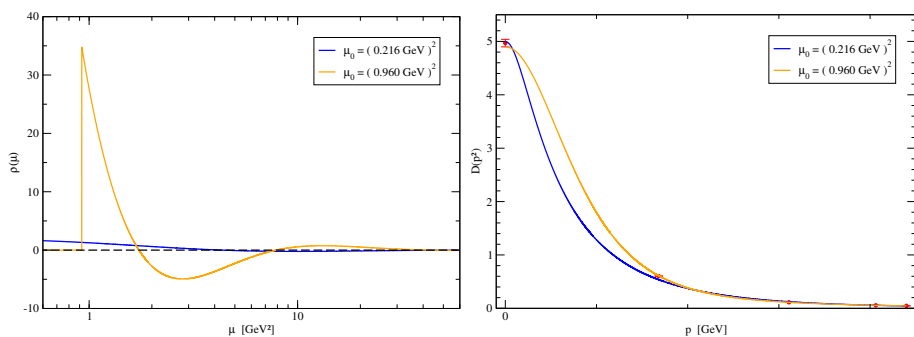 40
30
20
10
0
-10
ρ(μ)
μ₀ = ( 0.216 GeV )²
μ₀ = ( 0.960 GeV )²
1
10
μ [GeV²]
5
4
3
2
1
0
D(p²)
μ₀ = ( 0.216 GeV )²
μ₀ = ( 0.960 GeV )²
0
p [GeV]